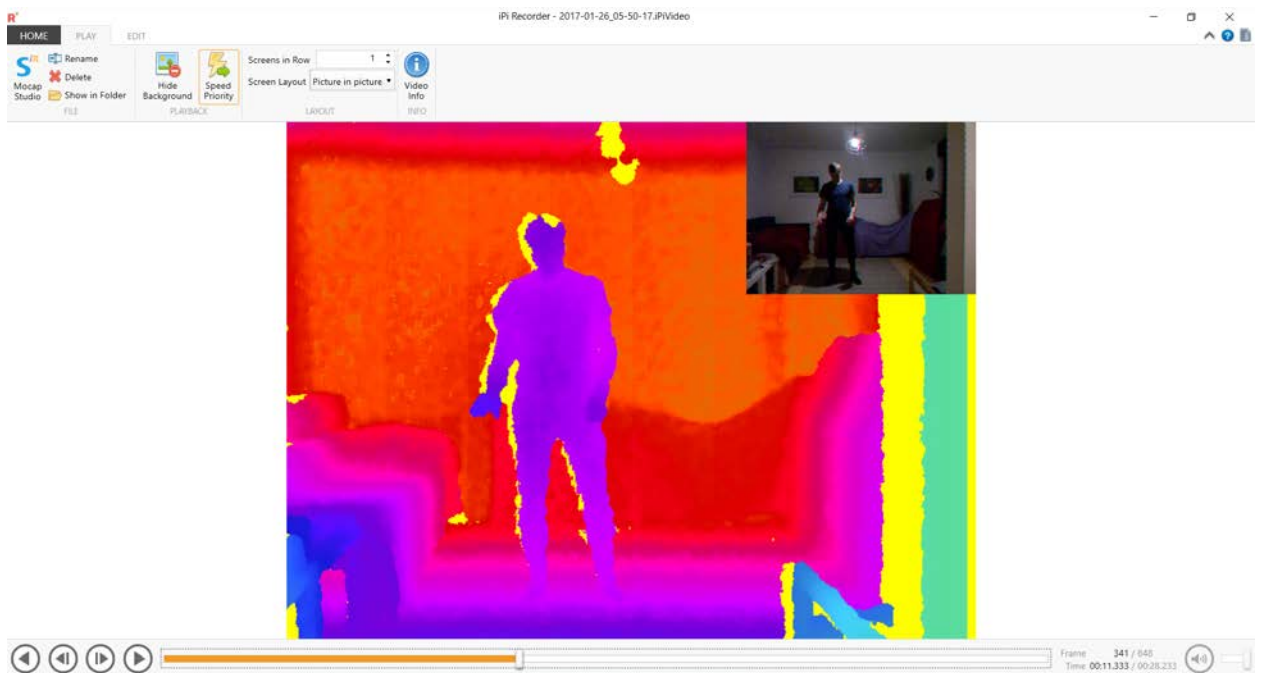 iPi Recorder - 2017-01-26_05-50-17.iPiVideo
HOME PLAY EDIT
Mocap Studio
Rename
Delete
Show in Folder
Hide Background
Speed Priority
Screens in Row 1
Screen Layout Picture in picture
Video Info
FILE PLAYBACK LAYOUT INFO
Frame 341 / 848
Time 00:11.333 / 00:28.233